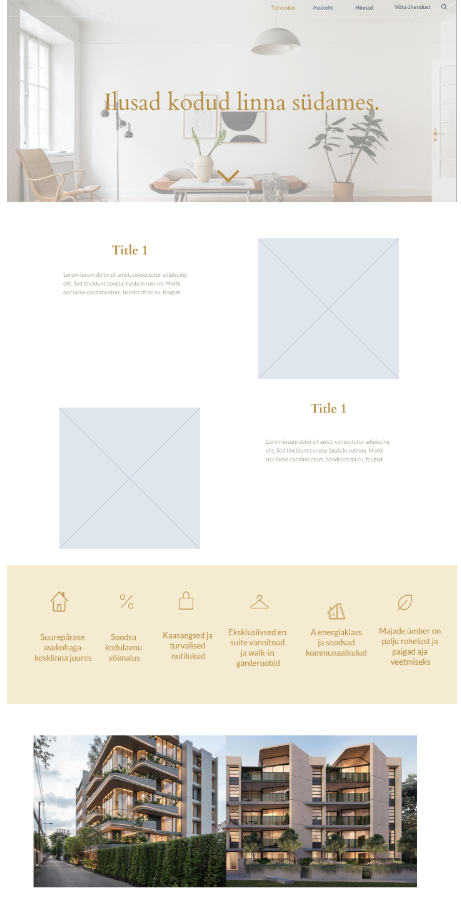 Tutvustus Asukoht Hinnad Võta ühendust
Ilusad kodud linna südames.
Title 1
Lorem ipsum dolor sit amet, consectetur adipiscing
elit. Sed tincidunt congue ligula in rutrum. Morbi
nec lacus condimentum, hendrerit mi eu, feugiat.
Title 1
Lorem ipsum dolor sit amet, consectetur adipiscing
elit. Sed tincidunt congue ligula in rutrum. Morbi
nec lacus condimentum, hendrerit mi eu, feugiat.
Suurepärase
asukohaga
kesklinna juures
Soodsa
kodulaenu
võimalus
Kaasaegsed ja
turvalised
nutilukud
Eksklusiivsed en
suite vannitoad
ja walk-in
garderoobid
A energiaklass
ja soodsad
kommunaalkulud
Majade ümber on
palju rohelust ja
paigad aja
veetmiseks